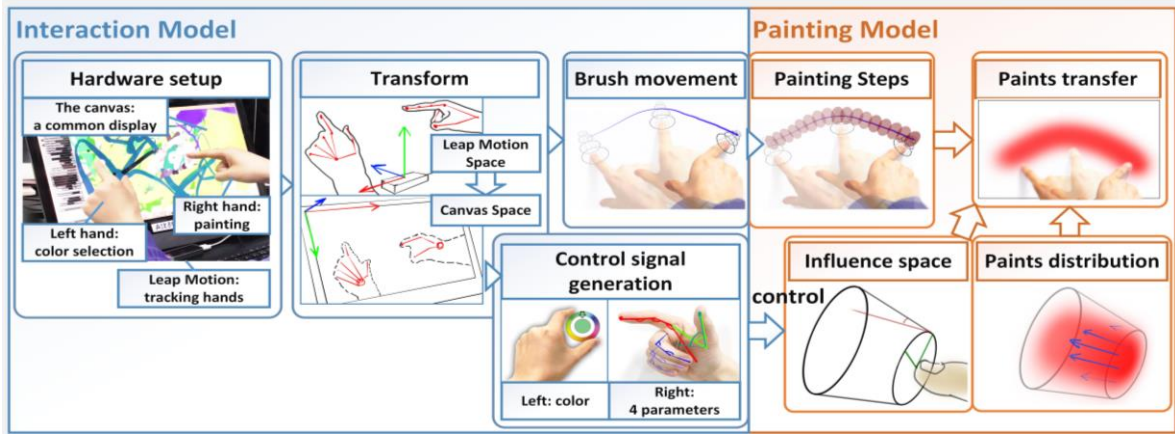 Interaction Model
Hardware setup
The canvas:
a common display
Right hand:
painting
Left hand:
color selection
Leap Motion:
tracking hands
Transform
Leap Motion
Space
Canvas Space
Brush movement
Control signal
generation
Left: color
Right:
4 parameters
control
Painting Model
Painting Steps
Paints transfer
Influence space
Paints distribution